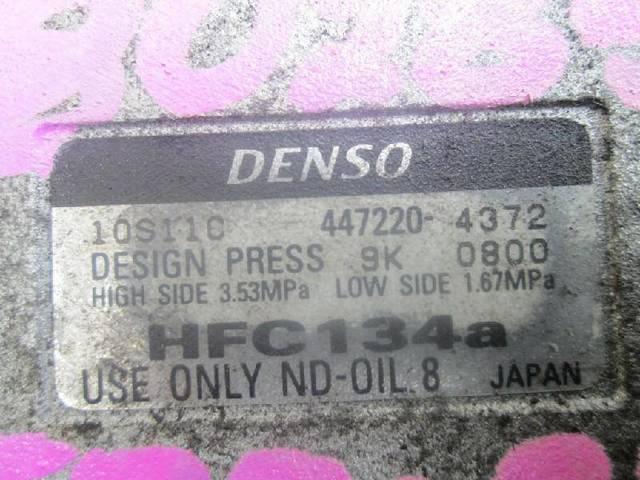 DENSO
10S11C 447220-4372
DESIGN PRESS 9K 0800
HIGH SIDE 3.53MPa LOW SIDE 1.67MPa
HFC134a
USE ONLY ND-OIL 8 JAPAN